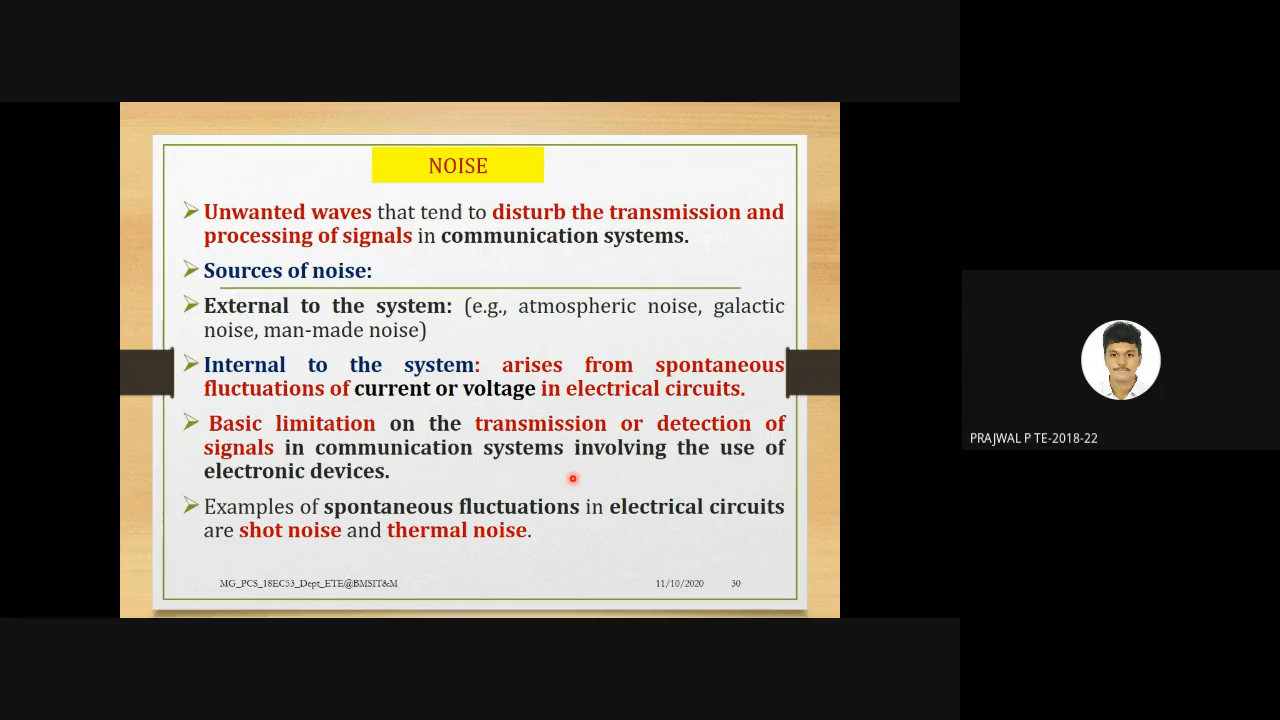 NOISE
Unwanted waves that tend to disturb the transmission and
processing of signals in communication systems.
Sources of noise:
External to the system: (e.g., atmospheric noise, galactic
noise, man-made noise)
Internal to the system: arises from spontaneous
fluctuations of current or voltage in electrical circuits.
Basic limitation on the transmission or detection of
signals in communication systems involving the use of
electronic devices.
Examples of spontaneous fluctuations in electrical circuits
are shot noise and thermal noise.
MG_PCS_18EC53_Dept_ETE@BMSIT&M 11/10/2020 30
PRAJWAL P TE-2018-22